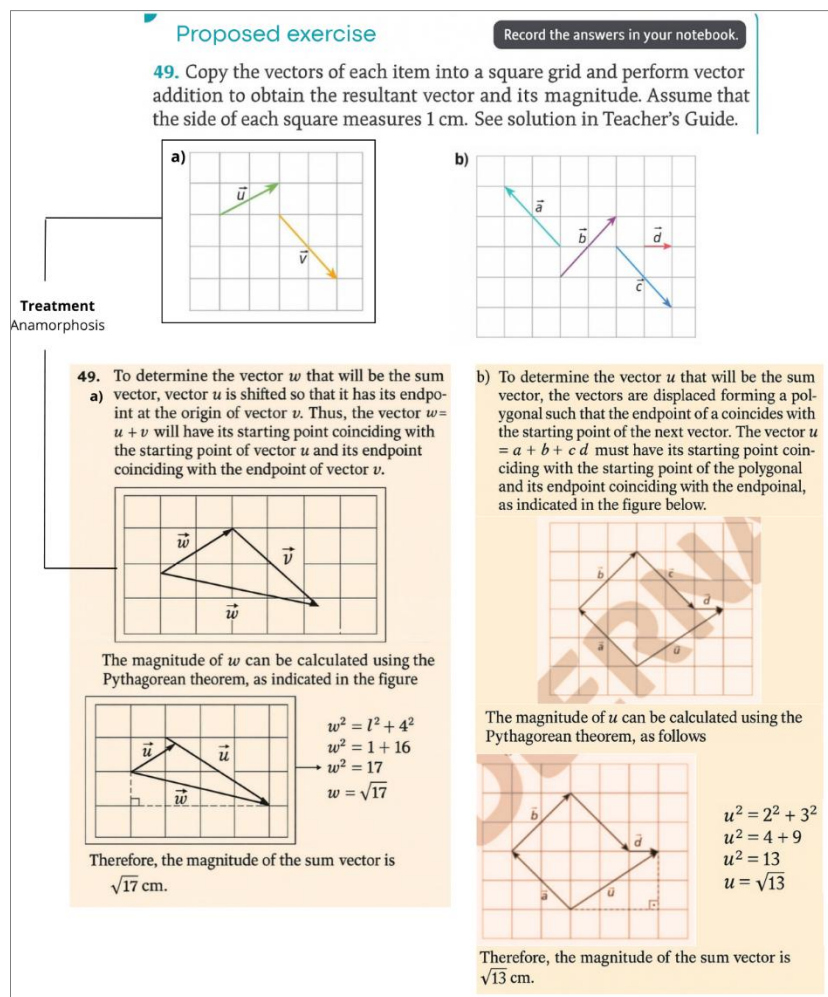 Proposed exercise
Record the answers in your notebook.
49. Copy the vectors of each item into a square grid and perform vector
addition to obtain the resultant vector and its magnitude. Assume that
the side of each square measures 1 cm. See solution in Teacher's Guide.
a)
u
v
b)
a
b
d
c
Treatment
Anamorphosis
49. To determine the vector w that will be the sum
a) vector, vector u is shifted so that it has its endpo-
int at the origin of vector v. Thus, the vector w=
u + v will have its starting point coinciding with
the starting point of vector u and its endpoint
coinciding with the endpoint of vector v.
w
v
w
The magnitude of w can be calculated using the
Pythagorean theorem, as indicated in the figure
u
u
w
w² = l² + 4²
w² = 1 + 16
w² = 17
w = √17
Therefore, the magnitude of the sum vector is
√17 cm.
b) To determine the vector u that will be the sum
vector, the vectors are displaced forming a pol-
ygonal such that the endpoint of a coincides with
the starting point of the next vector. The vector u
= a + b + c d must have its starting point coin-
ciding with the starting point of the polygonal
and its endpoint coinciding with the endpoinal,
as indicated in the figure below.
b
c
d
a
u
The magnitude of u can be calculated using the
Pythagorean theorem, as follows
b
d
a
u
u² = 2² + 3²
u² = 4 + 9
u² = 13
u = √13
Therefore, the magnitude of the sum vector is
√13 cm.